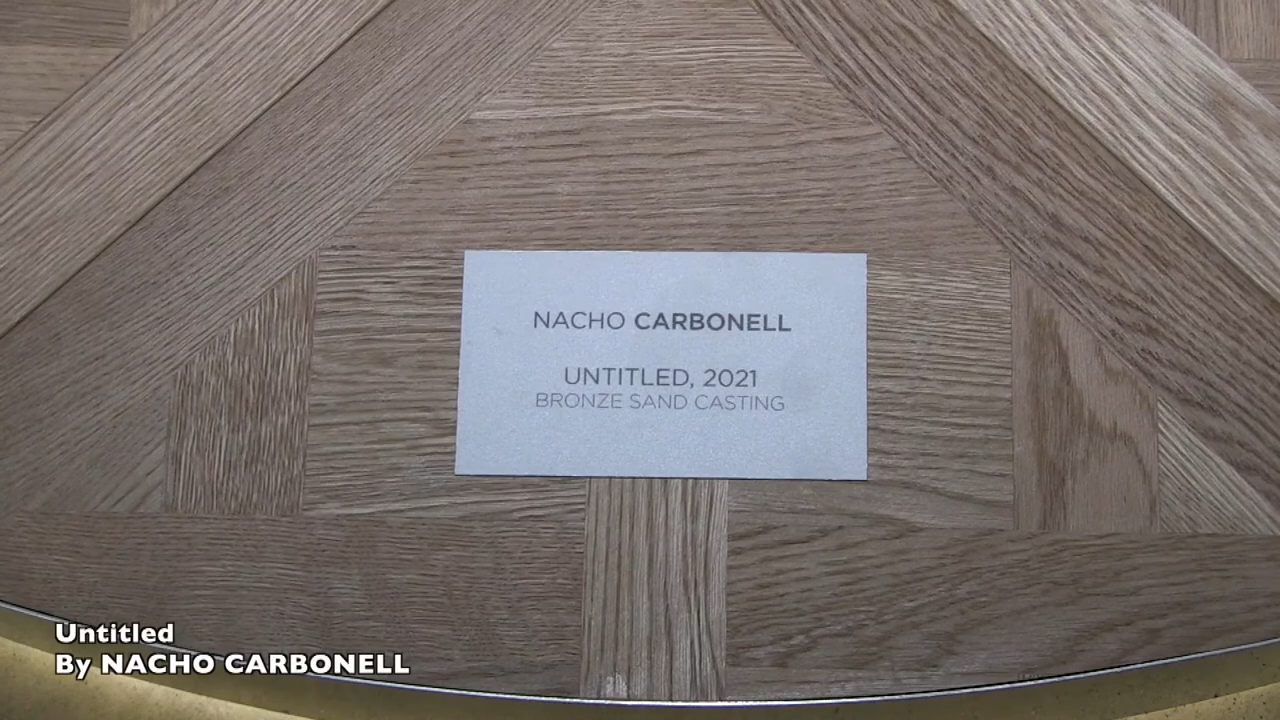 NACHO CARBONELL
UNTITLED, 2021
BRONZE SAND CASTING
Untitled
By NACHO CARBONELL